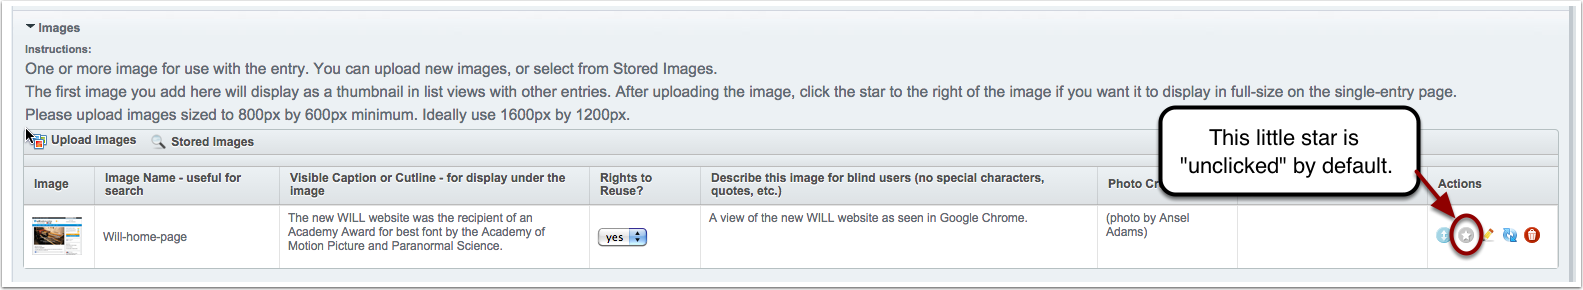 Images
Instructions:
One or more image for use with the entry. You can upload new images, or select from Stored Images.
The first image you add here will display as a thumbnail in list views with other entries. After uploading the image, click the star to the right of the image if you want it to display in full-size on the single-entry page.
Please upload images sized to 800px by 600px minimum. Ideally use 1600px by 1200px.
This little star is
"unclicked" by default.
Upload Images Stored Images
Image
Image Name - useful for
search
Visible Caption or Cutline - for display under the
image
Rights to
Reuse?
Describe this image for blind users (no special characters,
quotes, etc.)
Photo Cr
Actions
Will-home-page
The new WILL website was the recipient of an
Academy Award for best font by the Academy of
Motion Picture and Paranormal Science.
yes
A view of the new WILL website as seen in Google Chrome.
(photo by Ansel
Adams)